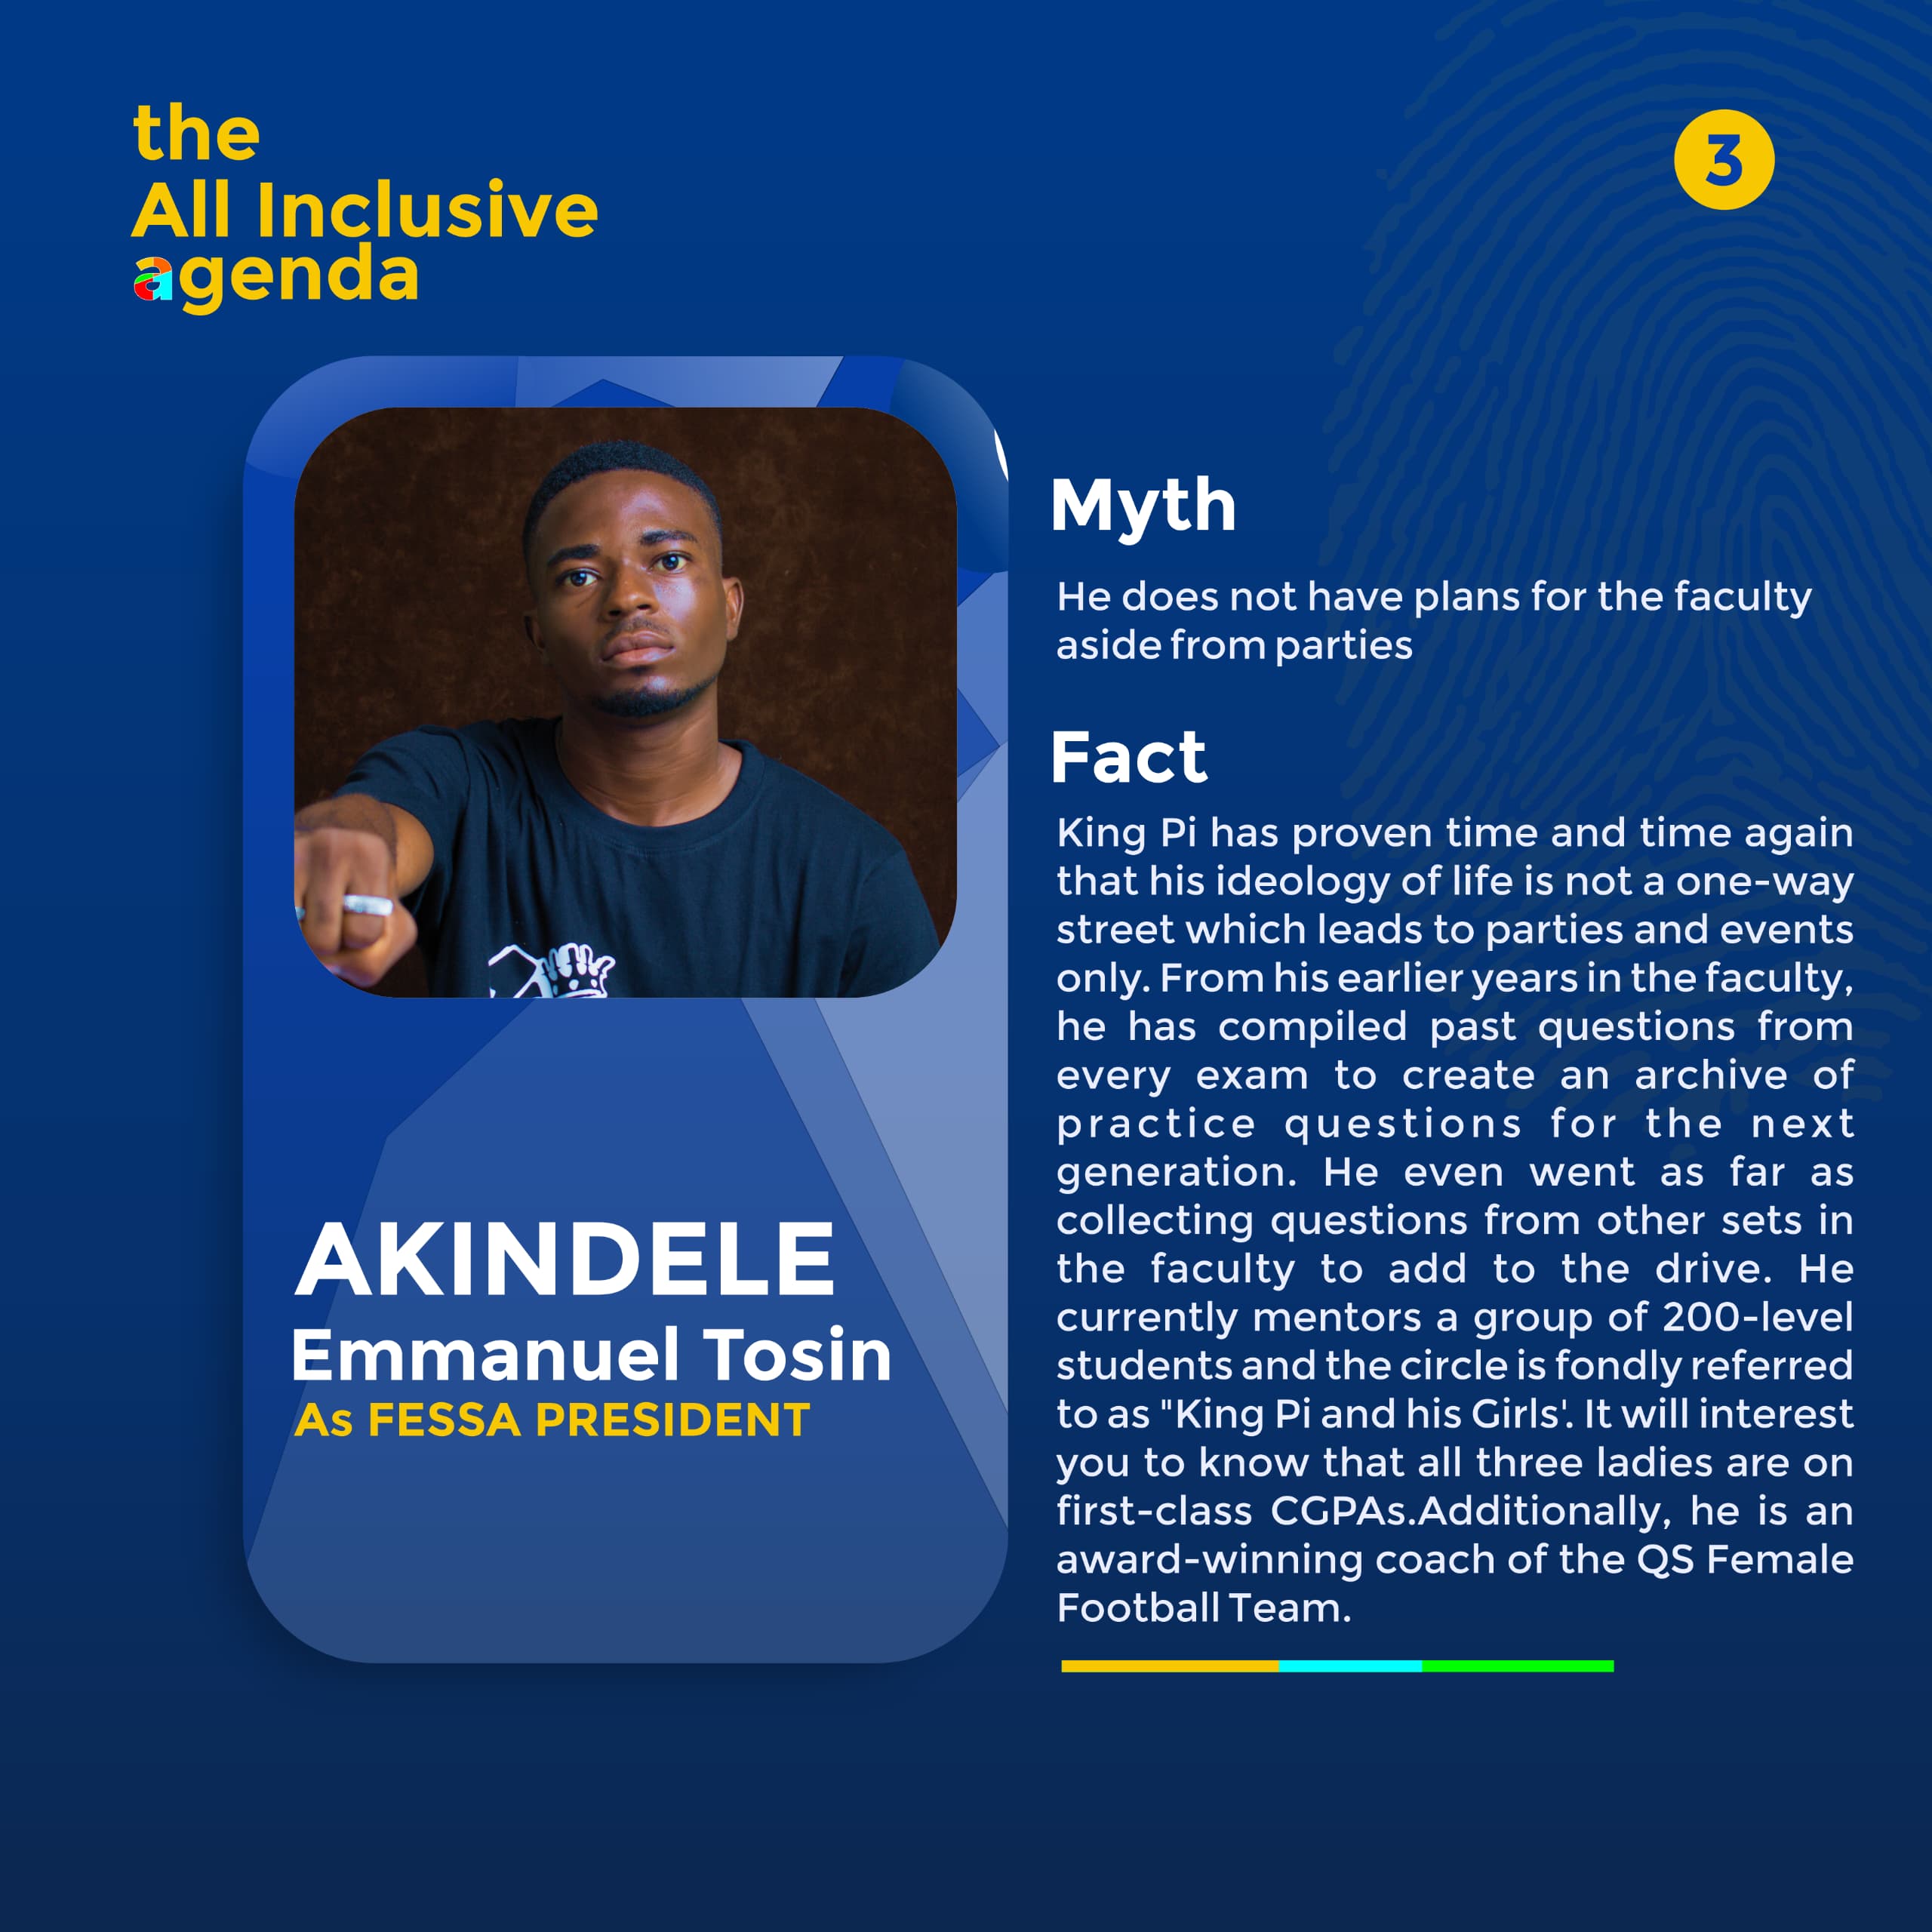 the
All Inclusive
agenda
3
Myth
He does not have plans for the faculty
aside from parties
Fact
King Pi has proven time and time again
that his ideology of life is not a one-way
street which leads to parties and events
only. From his earlier years in the faculty,
he has compiled past questions from
every exam to create an archive of
practice questions for the next
generation. He even went as far as
collecting questions from other sets in
the faculty to add to the drive. He
currently mentors a group of 200-level
students and the circle is fondly referred
to as "King Pi and his Girls'. It will interest
you to know that all three ladies are on
first-class CGPAs.Additionally, he is an
award-winning coach of the QS Female
Football Team.
AKINDELE
Emmanuel Tosin
As FESSA PRESIDENT